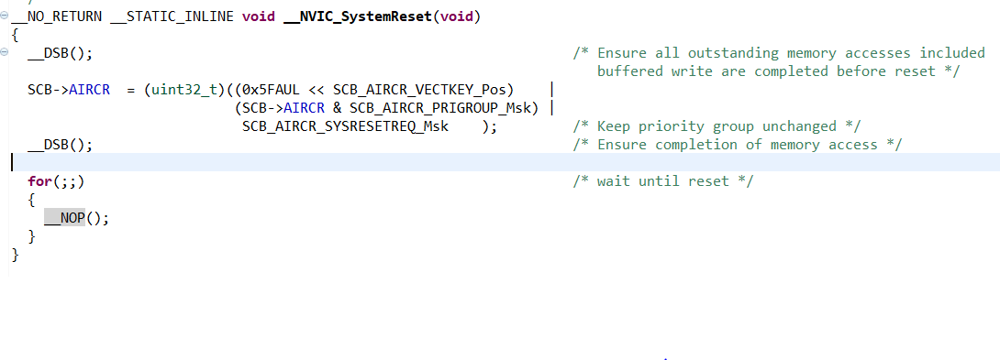 __NO_RETURN __STATIC_INLINE void __NVIC_SystemReset(void)
{
  __DSB();                                                          /* Ensure all outstanding memory accesses included
                                                                       buffered write are completed before reset */
  SCB->AIRCR  = (uint32_t)((0x5FAUL << SCB_AIRCR_VECTKEY_Pos)    |
                           (SCB->AIRCR & SCB_AIRCR_PRIGROUP_Msk) |
                            SCB_AIRCR_SYSRESETREQ_Msk    );         /* Keep priority group unchanged */
  __DSB();                                                          /* Ensure completion of memory access */
  for(;;)                                                           /* wait until reset */
  {
    __NOP();
  }
}